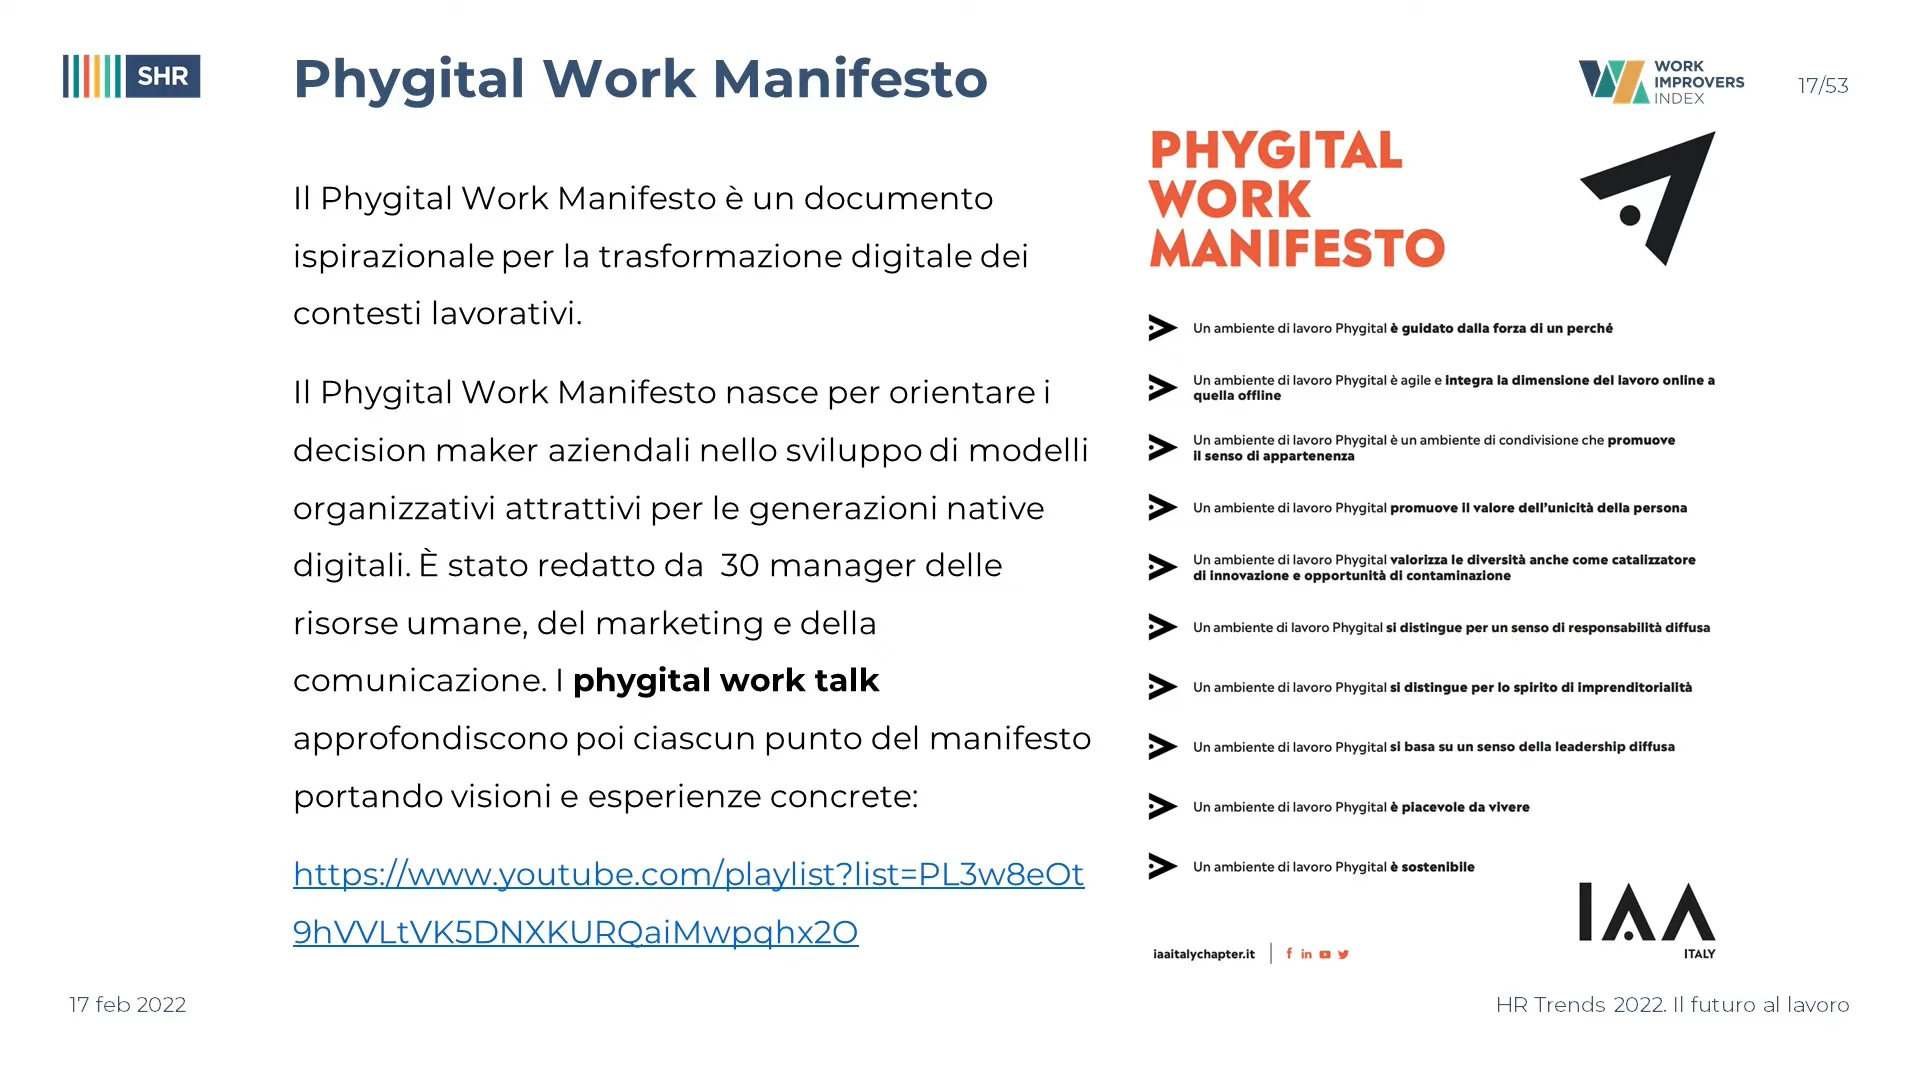 SHR
Phygital Work Manifesto
WORK
IMPROVERS
INDEX
17/53
Il Phygital Work Manifesto è un documento
ispirazionale per la trasformazione digitale dei
contesti lavorativi.
Il Phygital Work Manifesto nasce per orientare i
decision maker aziendali nello sviluppo di modelli
organizzativi attrattivi per le generazioni native
digitali. È stato redatto da  30 manager delle
risorse umane, del marketing e della
comunicazione. I phygital work talk
approfondiscono poi ciascun punto del manifesto
portando visioni e esperienze concrete:
https://www.youtube.com/playlist?list=PL3w8eOt
9hVVLtVK5DNXKURQaiMwpqhx2O
PHYGITAL
WORK
MANIFESTO
Un ambiente di lavoro Phygital è guidato dalla forza di un perché
Un ambiente di lavoro Phygital è agile e integra la dimensione del lavoro online a
quella offline
Un ambiente di lavoro Phygital è un ambiente di condivisione che promuove
il senso di appartenenza
Un ambiente di lavoro Phygital promuove il valore dell'unicità della persona
Un ambiente di lavoro Phygital valorizza le diversità anche come catalizzatore
di innovazione e opportunità di contaminazione
Un ambiente di lavoro Phygital si distingue per un senso di responsabilità diffusa
Un ambiente di lavoro Phygital si distingue per lo spirito di imprenditorialità
Un ambiente di lavoro Phygital si basa su un senso della leadership diffusa
Un ambiente di lavoro Phygital è piacevole da vivere
Un ambiente di lavoro Phygital è sostenibile
iaaitalychapter.it
IAA
ITALY
17 feb 2022
HR Trends 2022. Il futuro al lavoro